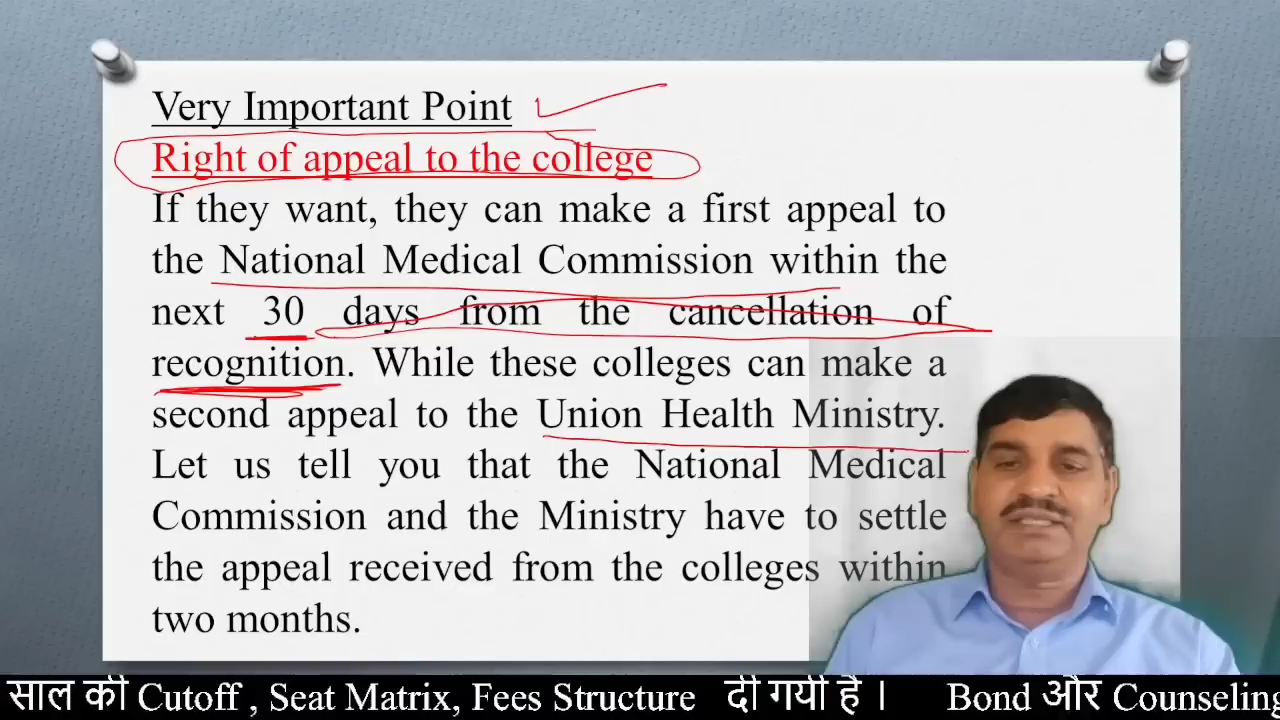 Very Important Point
Right of appeal to the college
If they want, they can make a first appeal to
the National Medical Commission within the
next 30 days from the cancellation of
recognition. While these colleges can make a
second appeal to the Union Health Ministry.
Let us tell you that the National Medical
Commission and the Ministry have to settle
the appeal received from the colleges within
two months.
साल की Cutoff , Seat Matrix, Fees Structure दी गयी है । Bond और Counseling